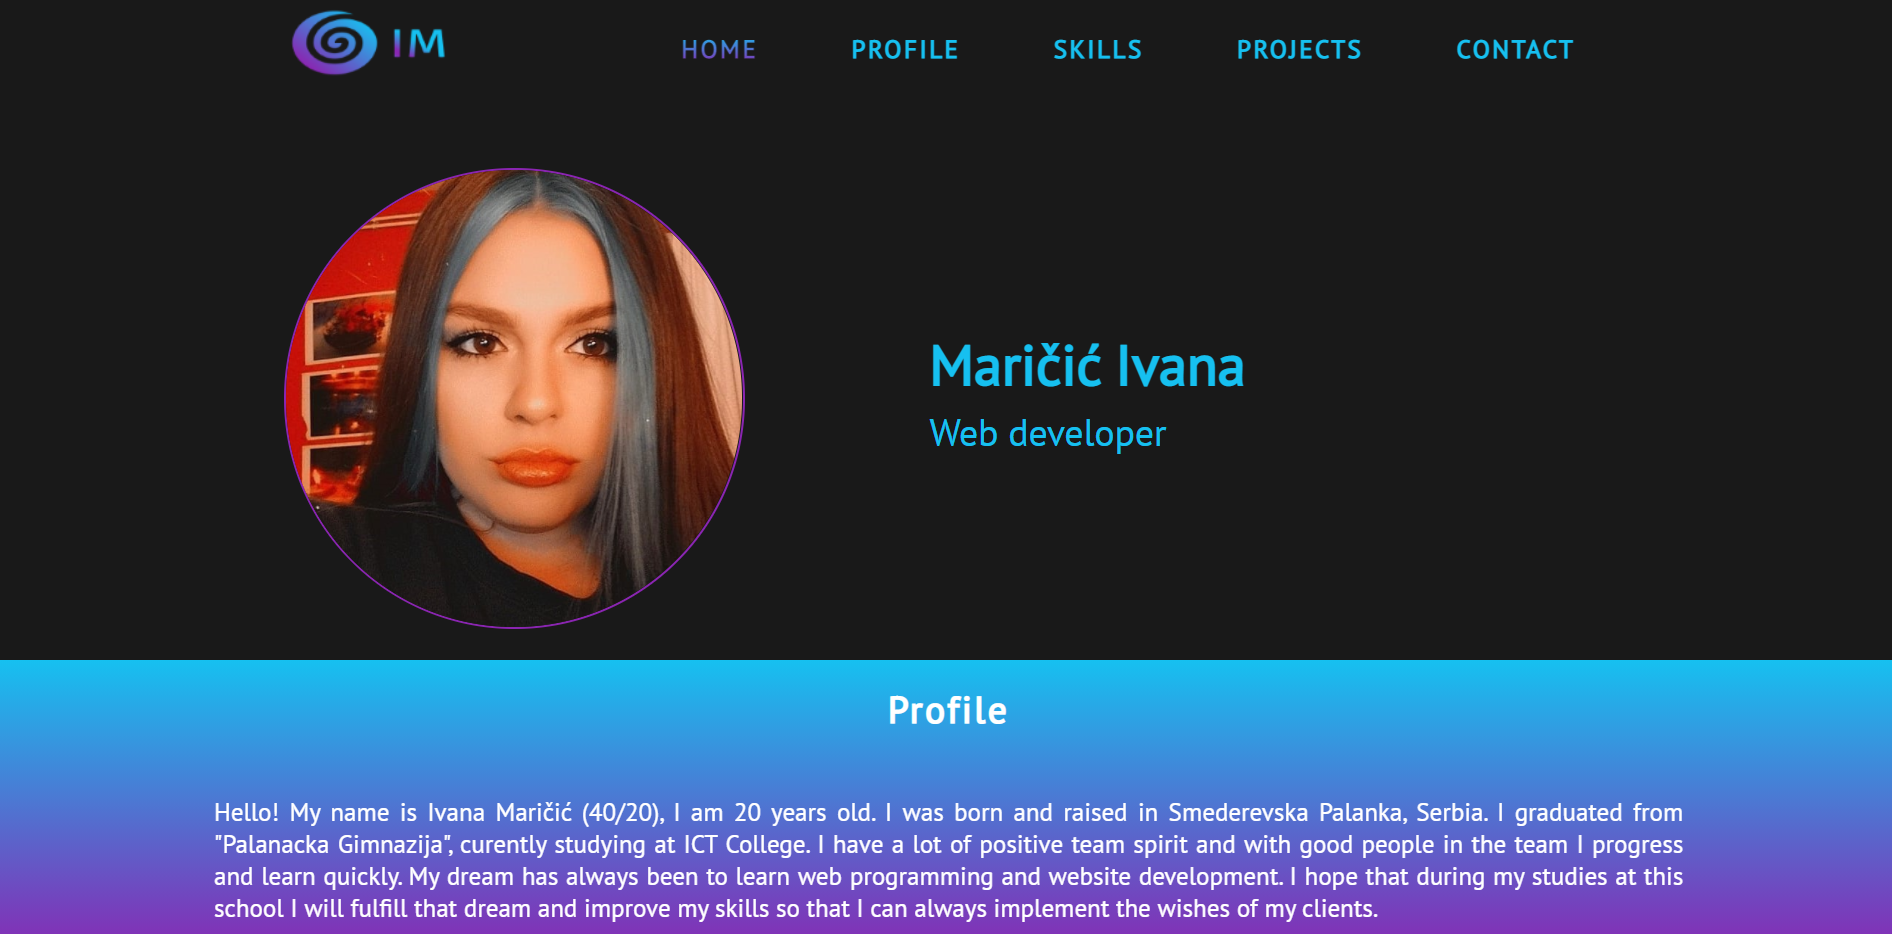 IM
HOME PROFILE SKILLS PROJECTS CONTACT
Maričić Ivana
Web developer
Profile
Hello! My name is Ivana Maričić (40/20), I am 20 years old. I was born and raised in Smederevska Palanka, Serbia. I graduated from
"Palanacka Gimnazija", curently studying at ICT College. I have a lot of positive team spirit and with good people in the team I progress
and learn quickly. My dream has always been to learn web programming and website development. I hope that during my studies at this
school I will fulfill that dream and improve my skills so that I can always implement the wishes of my clients.